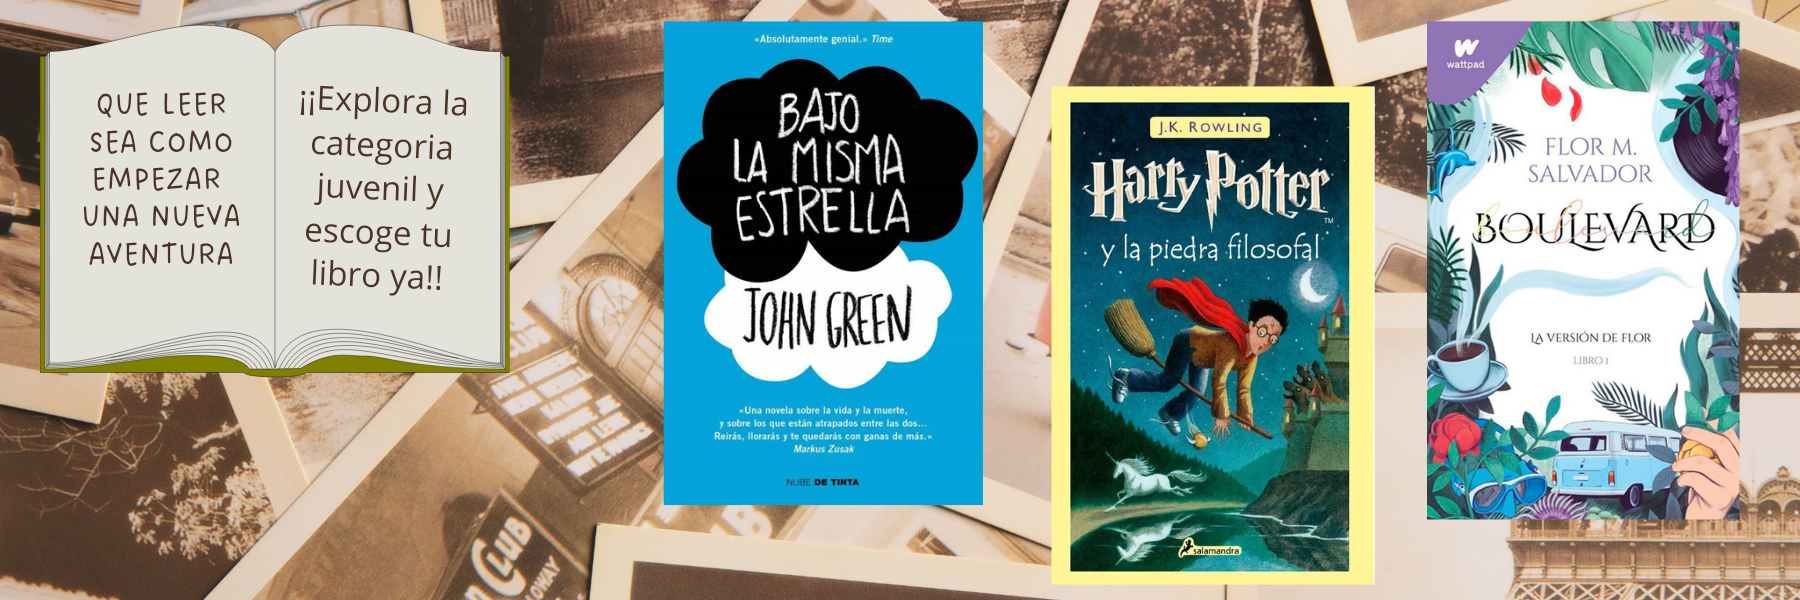 QUE LEER
SEA COMO
EMPEZAR
UNA NUEVA
AVENTURA
¡¡Explora la
categoria
juvenil y
escoge tu
libro ya!!
«Absolutamente genial.» Time
BAJO
LA MISMA
ESTRELLA
JOHN GREEN
«Una novela sobre la vida y la muerte,
y sobre los que están atrapados entre las dos...
Reirás, llorarás y te quedarás con ganas de más.»
Markus Zusak
NUBE DE TINTA
J.K. ROWLING
Harry Potter
TM
y la piedra filosofal
salamandra
wattpad
FLOR M.
SALVADOR
BOULEVARD
LA VERSIÓN DE FLOR
LIBRO 1
CLUB